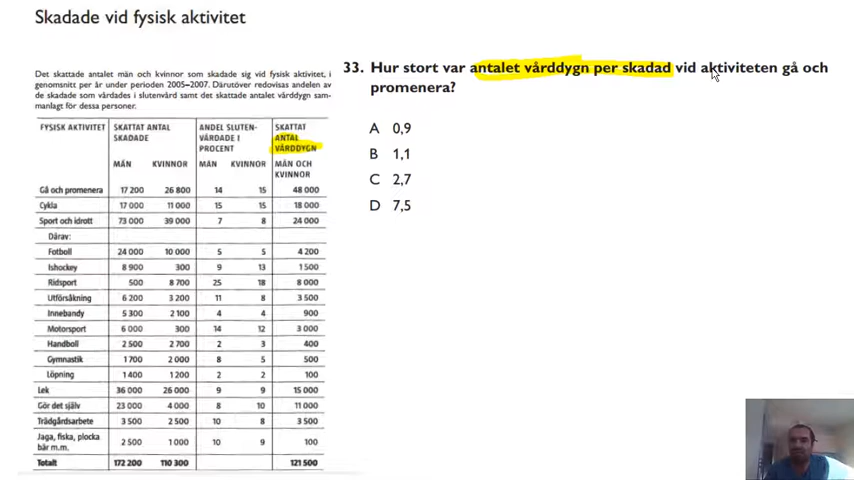 Skadade vid fysisk aktivitet
Det skattade antalet män och kvinnor som skadade sig vid fysisk aktivitet, i
genomsnitt per år under perioden 2005–2007. Därutöver redovisas andelen av
de skadade som vårdades i slutenvård samt det skattade antalet vårddygn sam-
manlagt för dessa personer.
FYSISK AKTIVITET SKATTAT ANTAL SKADADE ANDEL SLUTEN-VÅRDADE I PROCENT SKATTAT ANTAL VÅRDDYGN
MÄN KVINNOR MÄN KVINNOR MÄN OCH KVINNOR
Gå och promenera 17 200 26 800 14 15 48 000
Cykla 17 000 11 000 15 15 18 000
Sport och idrott 73 000 39 000 7 8 24 000
Därav:
Fotboll 24 000 10 000 5 5 4 200
Ishockey 8 900 300 9 13 1 500
Ridsport 500 8 700 25 18 8 000
Utförsåkning 6 200 3 200 11 8 3 500
Innebandy 5 300 2 100 4 4 900
Motorsport 6 000 300 14 12 3 000
Handboll 2 500 2 700 2 3 400
Gymnastik 1 700 2 000 8 5 500
Löpning 1 400 1 200 2 2 100
Lek 36 000 26 000 9 9 15 000
Gör det själv 23 000 4 000 8 10 11 000
Trädgårdsarbete 3 500 2 500 10 8 3 500
Jaga, fiska, plocka
bär m.m. 2 500 1 000 10 9 100
Totalt 172 200 110 300 121 500
33. Hur stort var antalet vårddygn per skadad vid aktiviteten gå och
promenera?
A 0,9
B 1,1
C 2,7
D 7,5